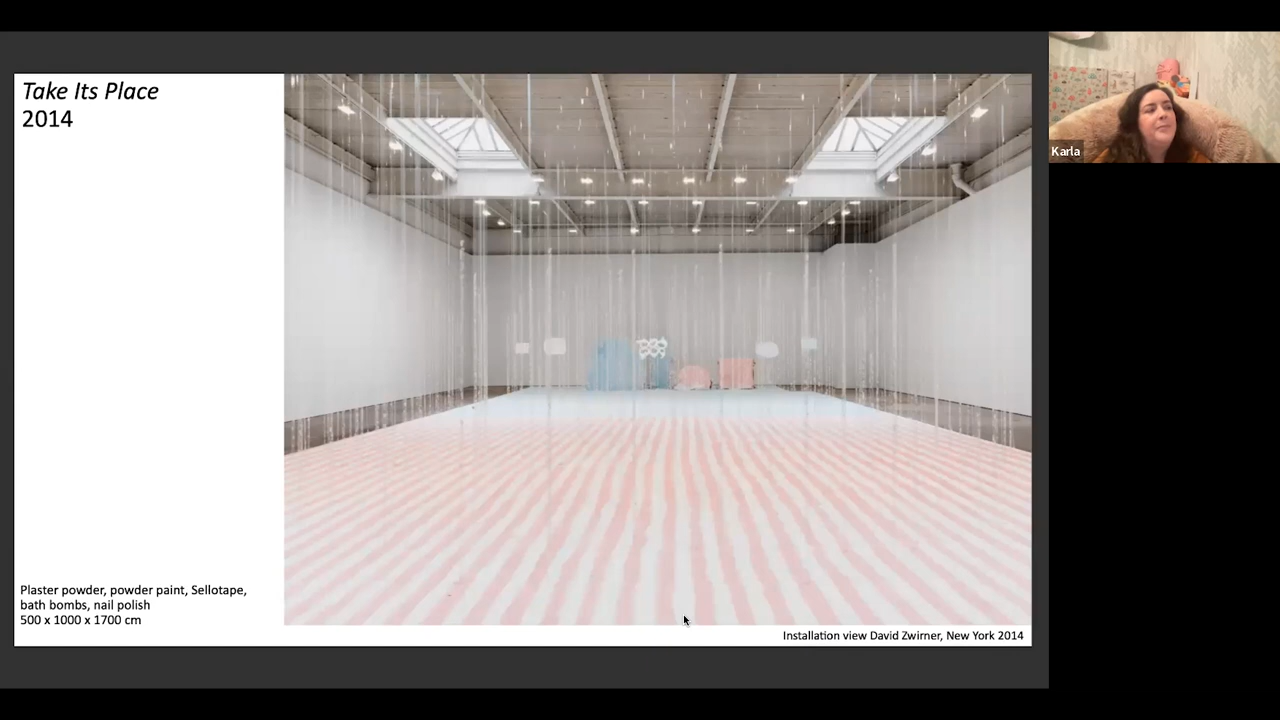 Take Its Place
2014
Karla
Plaster powder, powder paint, Sellotape,
bath bombs, nail polish
500 x 1000 x 1700 cm
Installation view David Zwirner, New York 2014